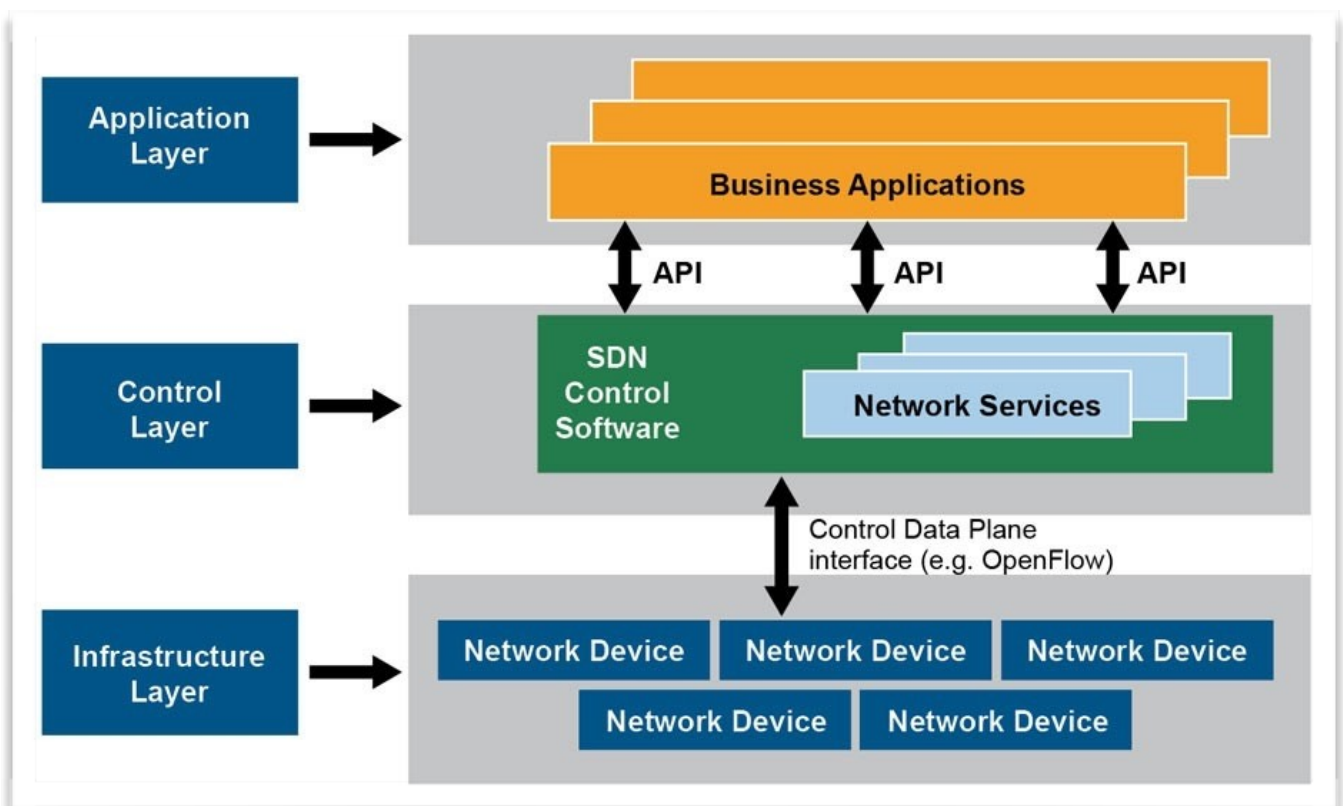 Application
Layer
Business Applications
API
API
API
Control
Layer
SDN
Control
Software
Network Services
Control Data Plane
interface (e.g. OpenFlow)
Infrastructure
Layer
Network Device
Network Device
Network Device
Network Device
Network Device